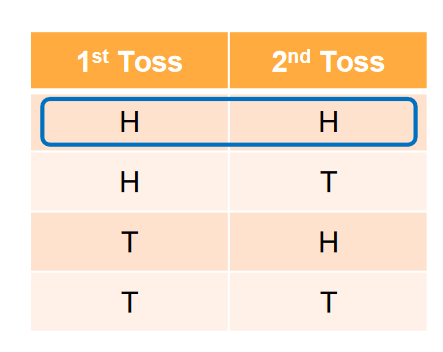 1st Toss 2nd Toss
H H
H T
T H
T T